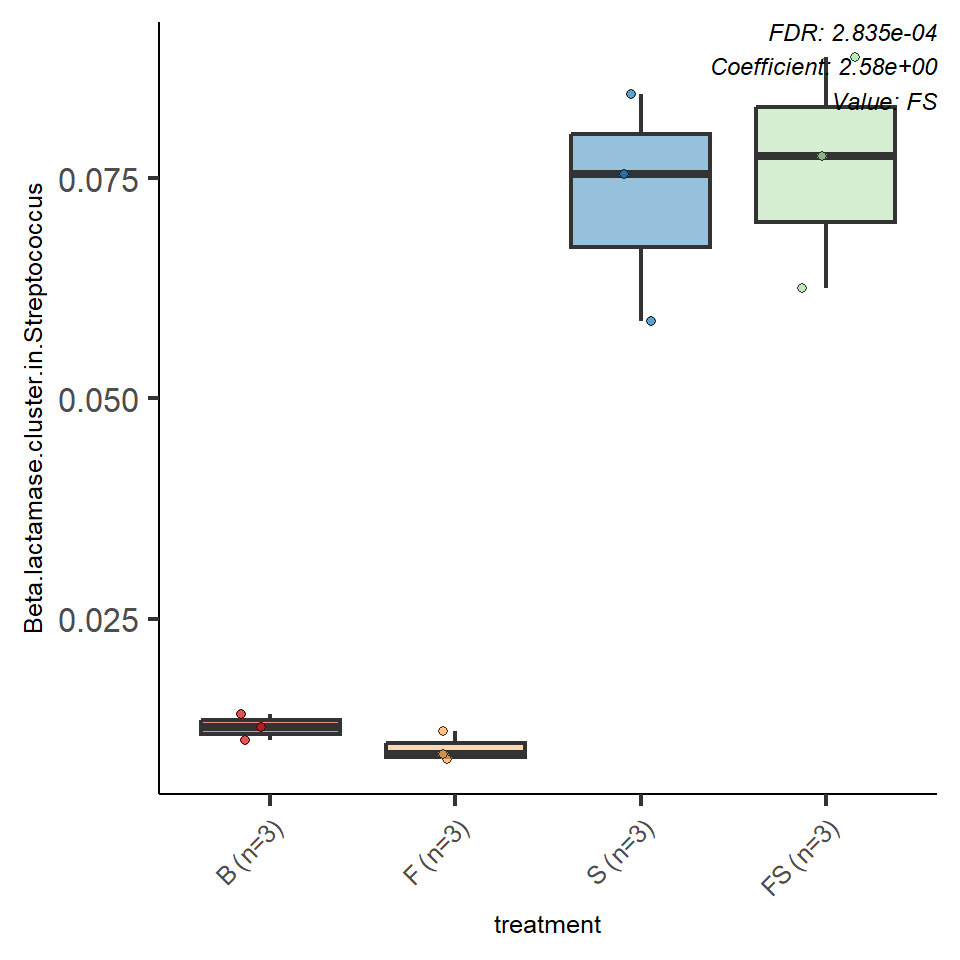 FDR: 2.835e-04
Coefficient: 2.58e+00
Value: FS
Beta.lactamase.cluster.in.Streptococcus
0.075
0.050
0.025
B (n=3)
F (n=3)
S (n=3)
FS (n=3)
treatment